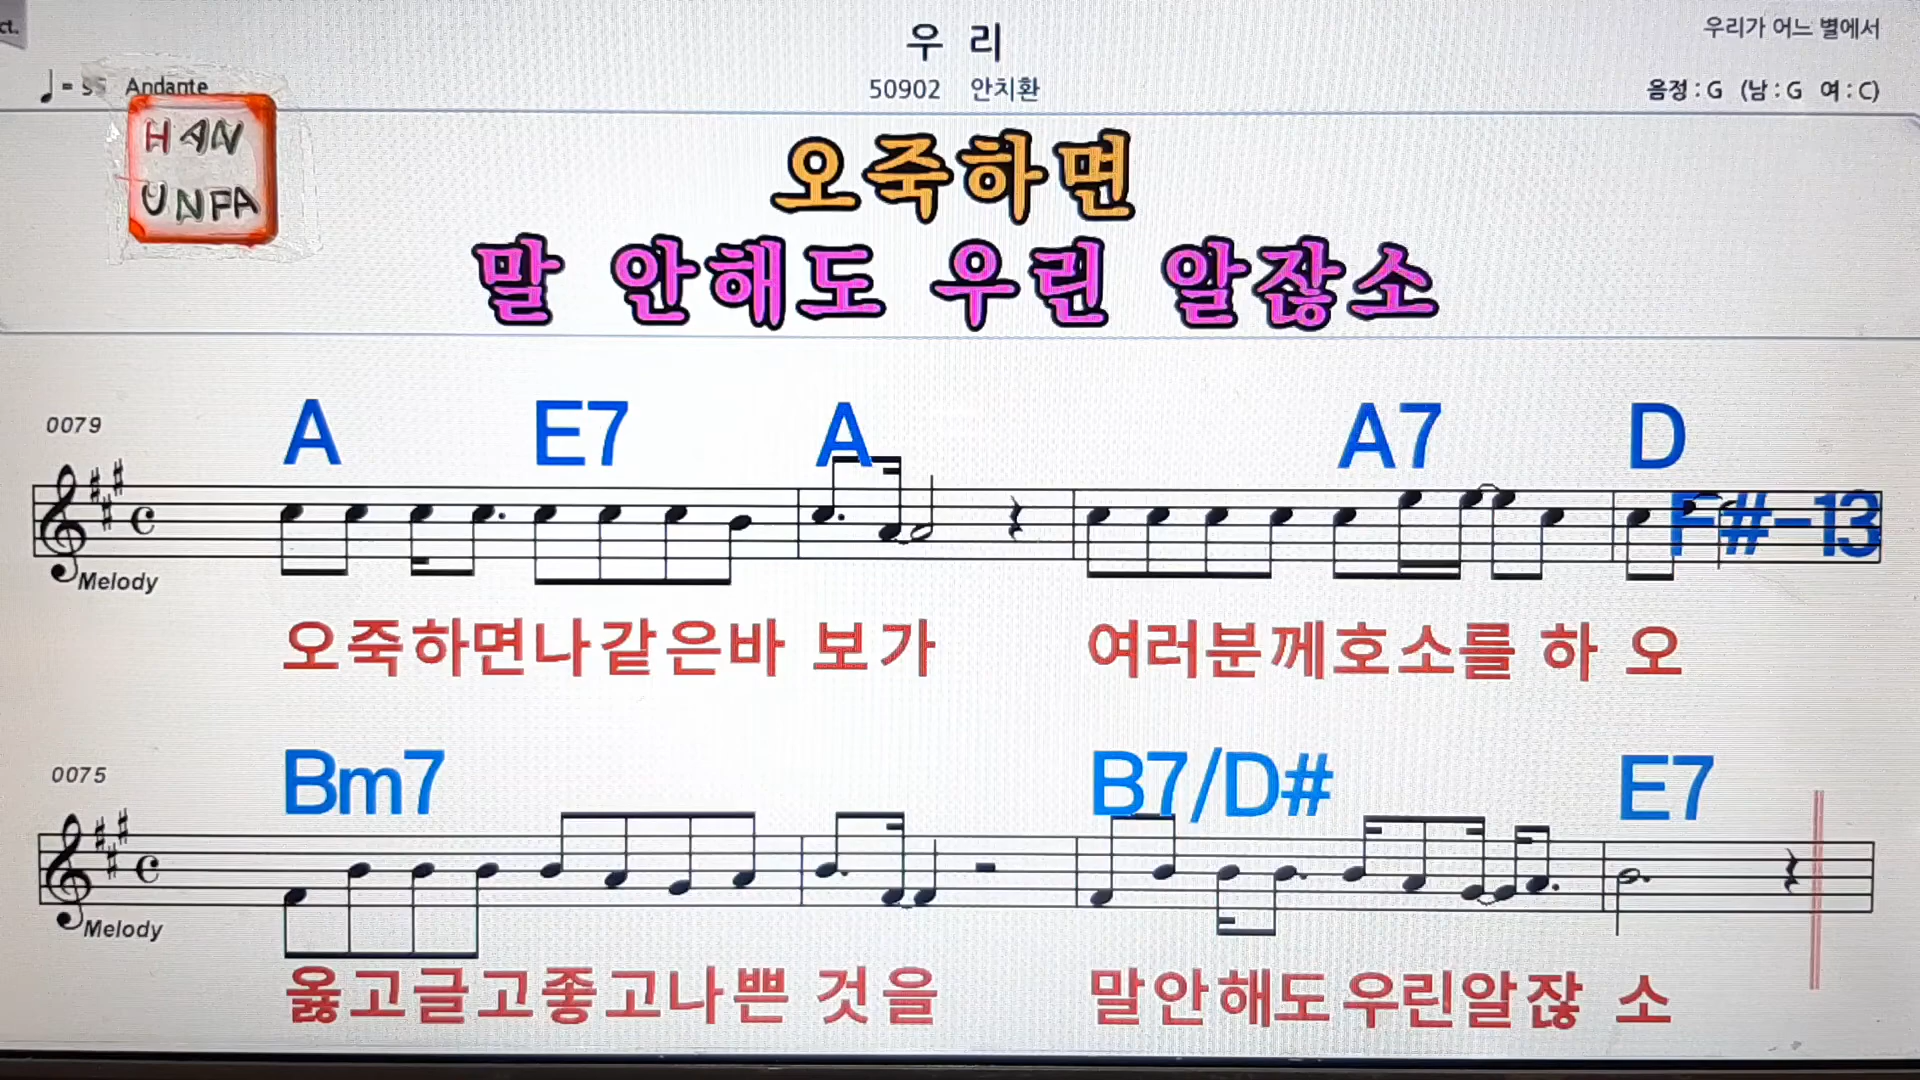 ct.
우 리
우리가 어느 별에서
♩= 95 Andante
50902 안치환
음정 : G (남 : G 여 : C)
HAN
UNFA
오죽하면
말 안해도 우린 알잖소
0079
A E7 A A7 D
F#-13
Melody
오죽하면나같은바 보가 여러분께호소를 하 오
0075
Bm7 B7/D# E7
Melody
옳고글고좋고나쁜 것을 말안해도우린알잖 소